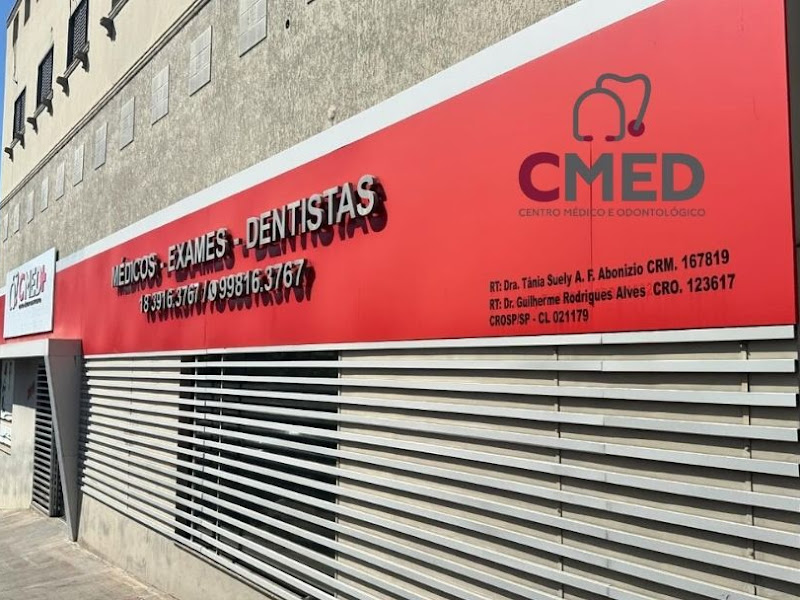 CMED
MÉDICOS - EXAMES - DENTISTAS
18 3916.3767 / 99816.3767
CMED
CENTRO MÉDICO E ODONTOLÓGICO
RT: Dra. Tânia Suely A. F. Abonizio CRM. 167819
RT: Dr. Guilherme Rodrigues Alves CRO. 123617
CROSP/SP - CL 021179